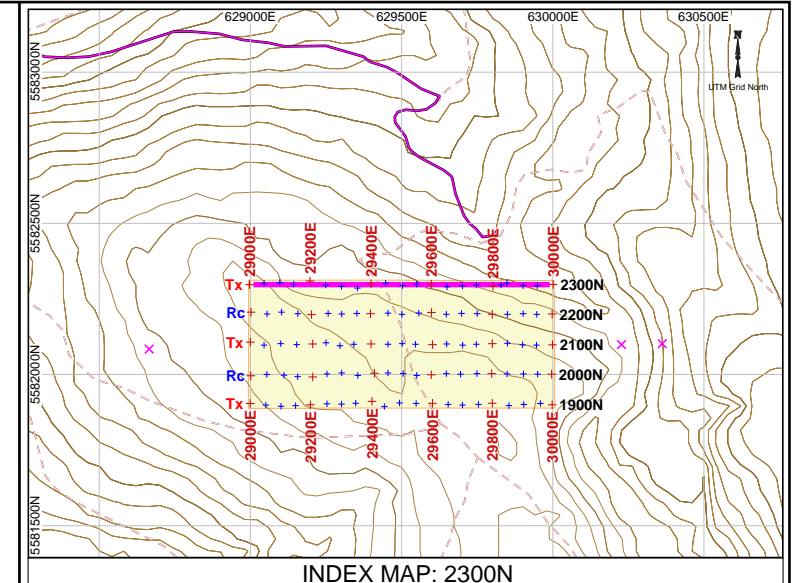 629000E 629500E 630000E 630500E
N
UTM Grid North
5583000N
5582500N
5582000N
5581500N
29000E 29200E 29400E 29600E 29800E 30000E
Tx 2300N
Rc 2200N
Tx 2100N
Rc 2000N
Tx 1900N
29000E 29200E 29400E 29600E 29800E 30000E
INDEX MAP: 2300N